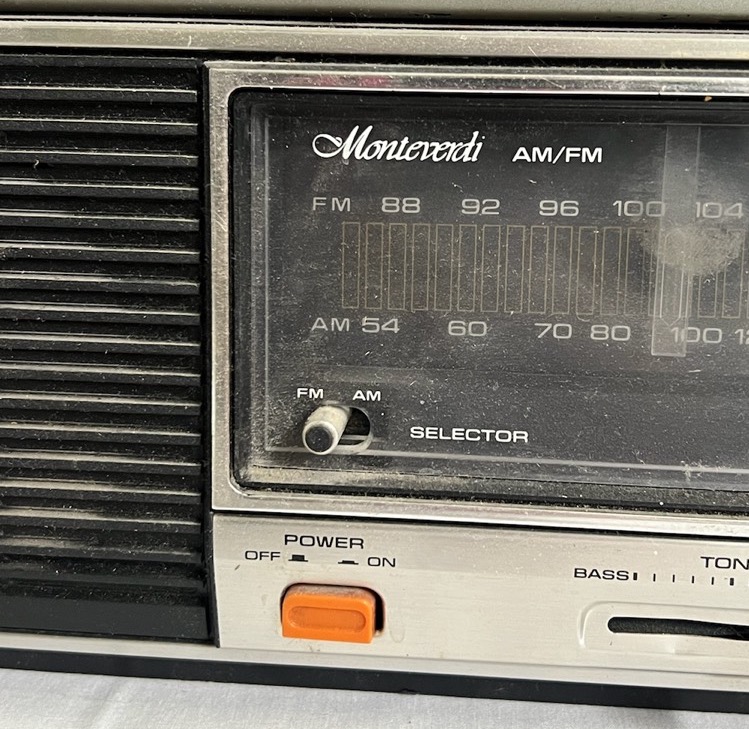 Monteverdi AM/FM
FM 88 92 96 100 104
AM 54 60 70 80 100
FM AM
SELECTOR
POWER
OFF ON
BASS